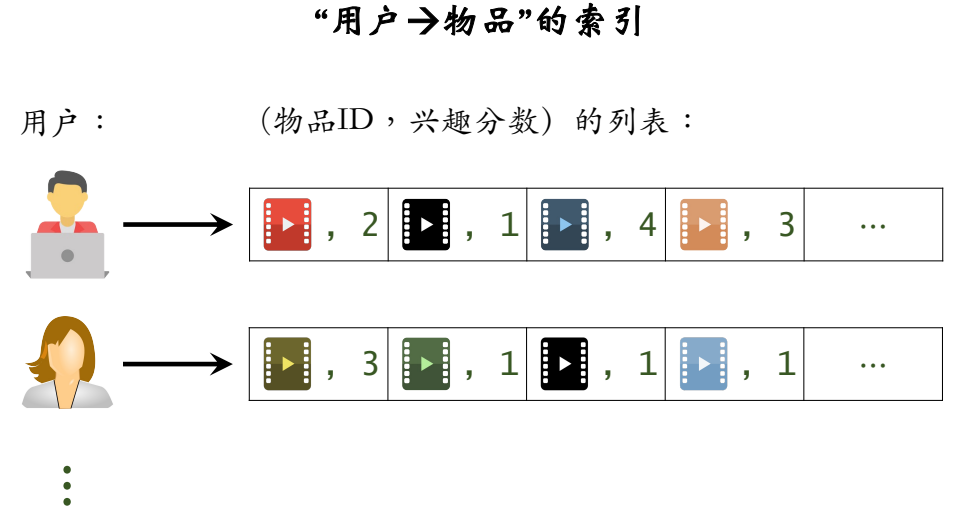 “用户→物品”的索引
用户：
（物品ID，兴趣分数）的列表：
, 2 , 1 , 4 , 3 ⋯
, 3 , 1 , 1 , 1 ⋯